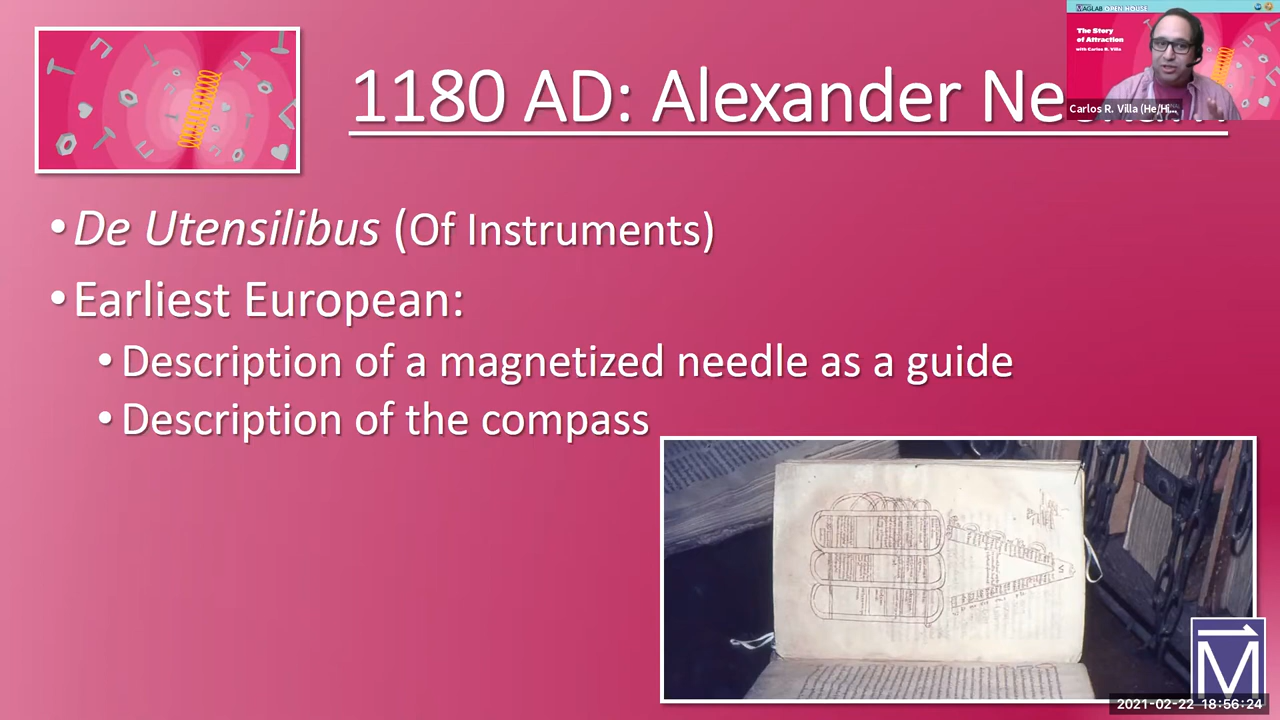 1180 AD: Alexander
• De Utensilibus (Of Instruments)
• Earliest European:
• Description of a magnetized needle as a guide
• Description of the compass
MAGLAB OPEN HOUSE
The Story
of Attraction
with Carlos R. Villa
Carlos R. Villa (He/Hi...
M
2021-02-22 18:56:24